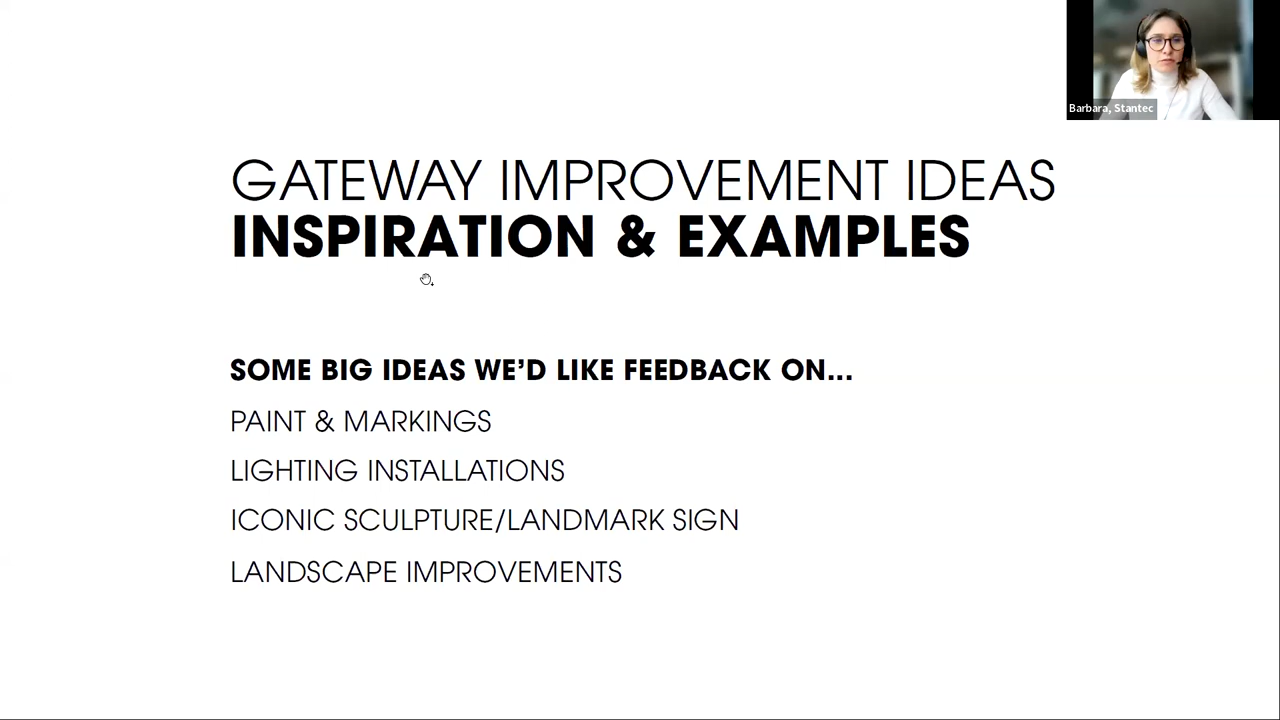 Barbara, Stantec
GATEWAY IMPROVEMENT IDEAS
INSPIRATION & EXAMPLES
SOME BIG IDEAS WE’D LIKE FEEDBACK ON...
PAINT & MARKINGS
LIGHTING INSTALLATIONS
ICONIC SCULPTURE/LANDMARK SIGN
LANDSCAPE IMPROVEMENTS